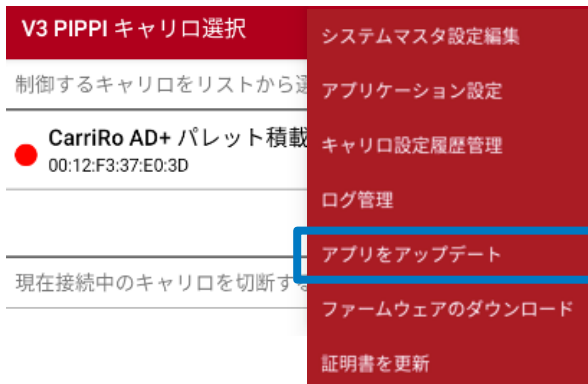 V3 PIPPI キャリロ選択
制御するキャリロをリストから選
CarriRo AD+ パレット積載
00:12:F3:37:E0:3D
現在接続中のキャリロを切断する
システムマスタ設定編集
アプリケーション設定
キャリロ設定履歴管理
ログ管理
アプリをアップデート
ファームウェアのダウンロード
証明書を更新